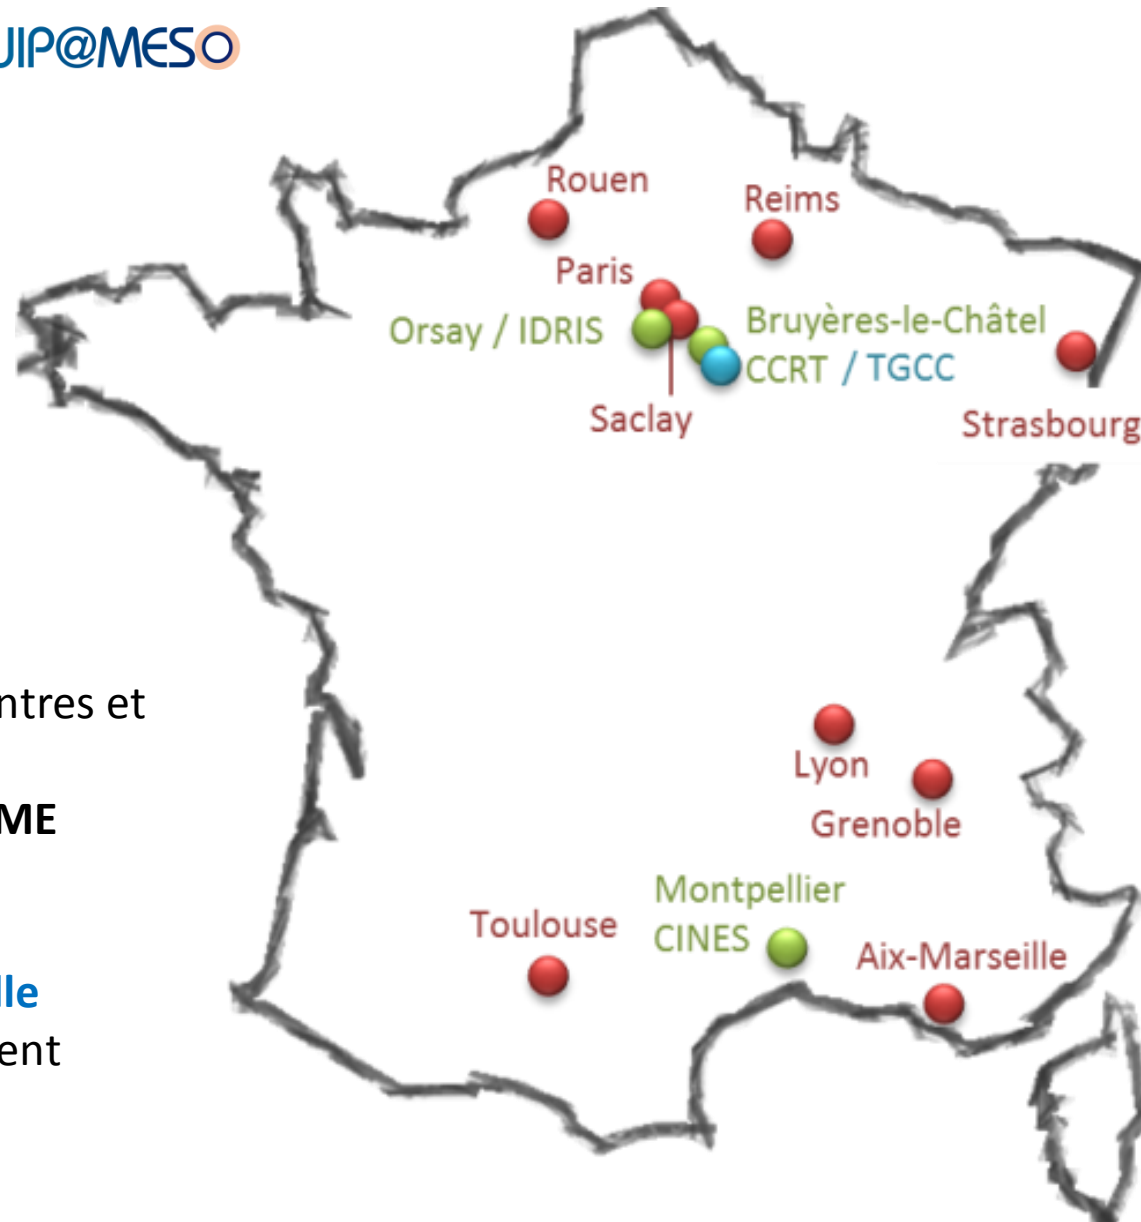 UIP@MESO
Rouen
Reims
Paris
Orsay / IDRIS
Bruyères-le-Châtel
CCRT / TGCC
Saclay
Strasbourg
ntres et
ME
Lyon
Grenoble
Montpellier
CINES
Toulouse
Aix-Marseille
lle
ent